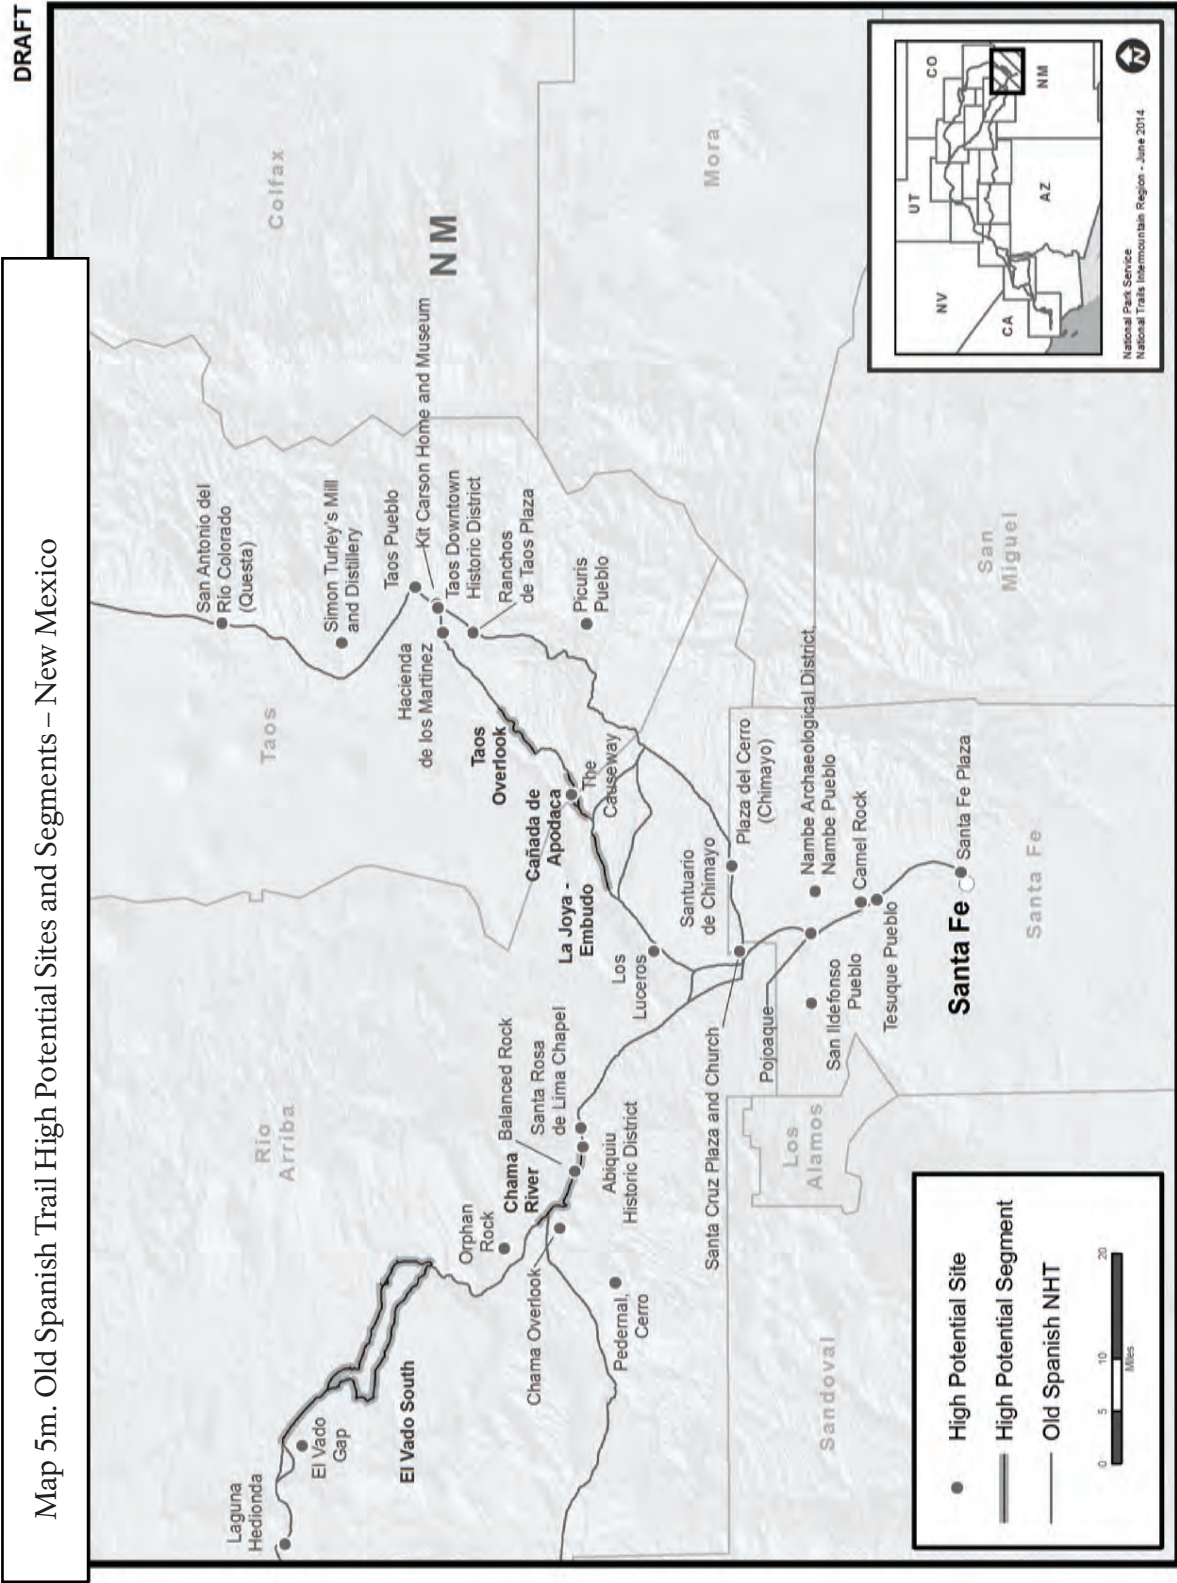 DRAFT
Map 5m. Old Spanish Trail High Potential Sites and Segments – New Mexico
Colfax
Mora
N M
Taos
Rio
Arriba
San
Miguel
Santa Fe
Los
Alamos
Sandoval
San Antonio del
Rio Colorado
(Questa)
Simon Turley's Mill
and Distillery
Taos Pueblo
Kit Carson Home and Museum
Taos Downtown
Historic District
Ranchos
de Taos Plaza
Hacienda
de los Martinez
Picuris
Pueblo
Taos
Overlook
Cañada de
Apodaca
The
Causeway
La Joya -
Embudo
Los
Luceros
Santuario
de Chimayo
Plaza del Cerro
(Chimayo)
Nambe Archaeological District,
Nambe Pueblo
Camel Rock
Santa Fe Plaza
Santa Fe
Tesuque Pueblo
San Ildefonso
Pueblo
Pojoaque
Santa Cruz Plaza and Church
Laguna
Hedionda
El Vado
Gap
El Vado South
Orphan
Rock
Chama
River
Balanced Rock
Santa Rosa
de Lima Chapel
Abiquiu
Historic District
Chama Overlook
Pedernal,
Cerro
High Potential Site
High Potential Segment
Old Spanish NHT
0 5 10 20
Miles
NV
UT
CO
CA
AZ
NM
N
National Park Service
National Trails Intermountain Region - June 2014